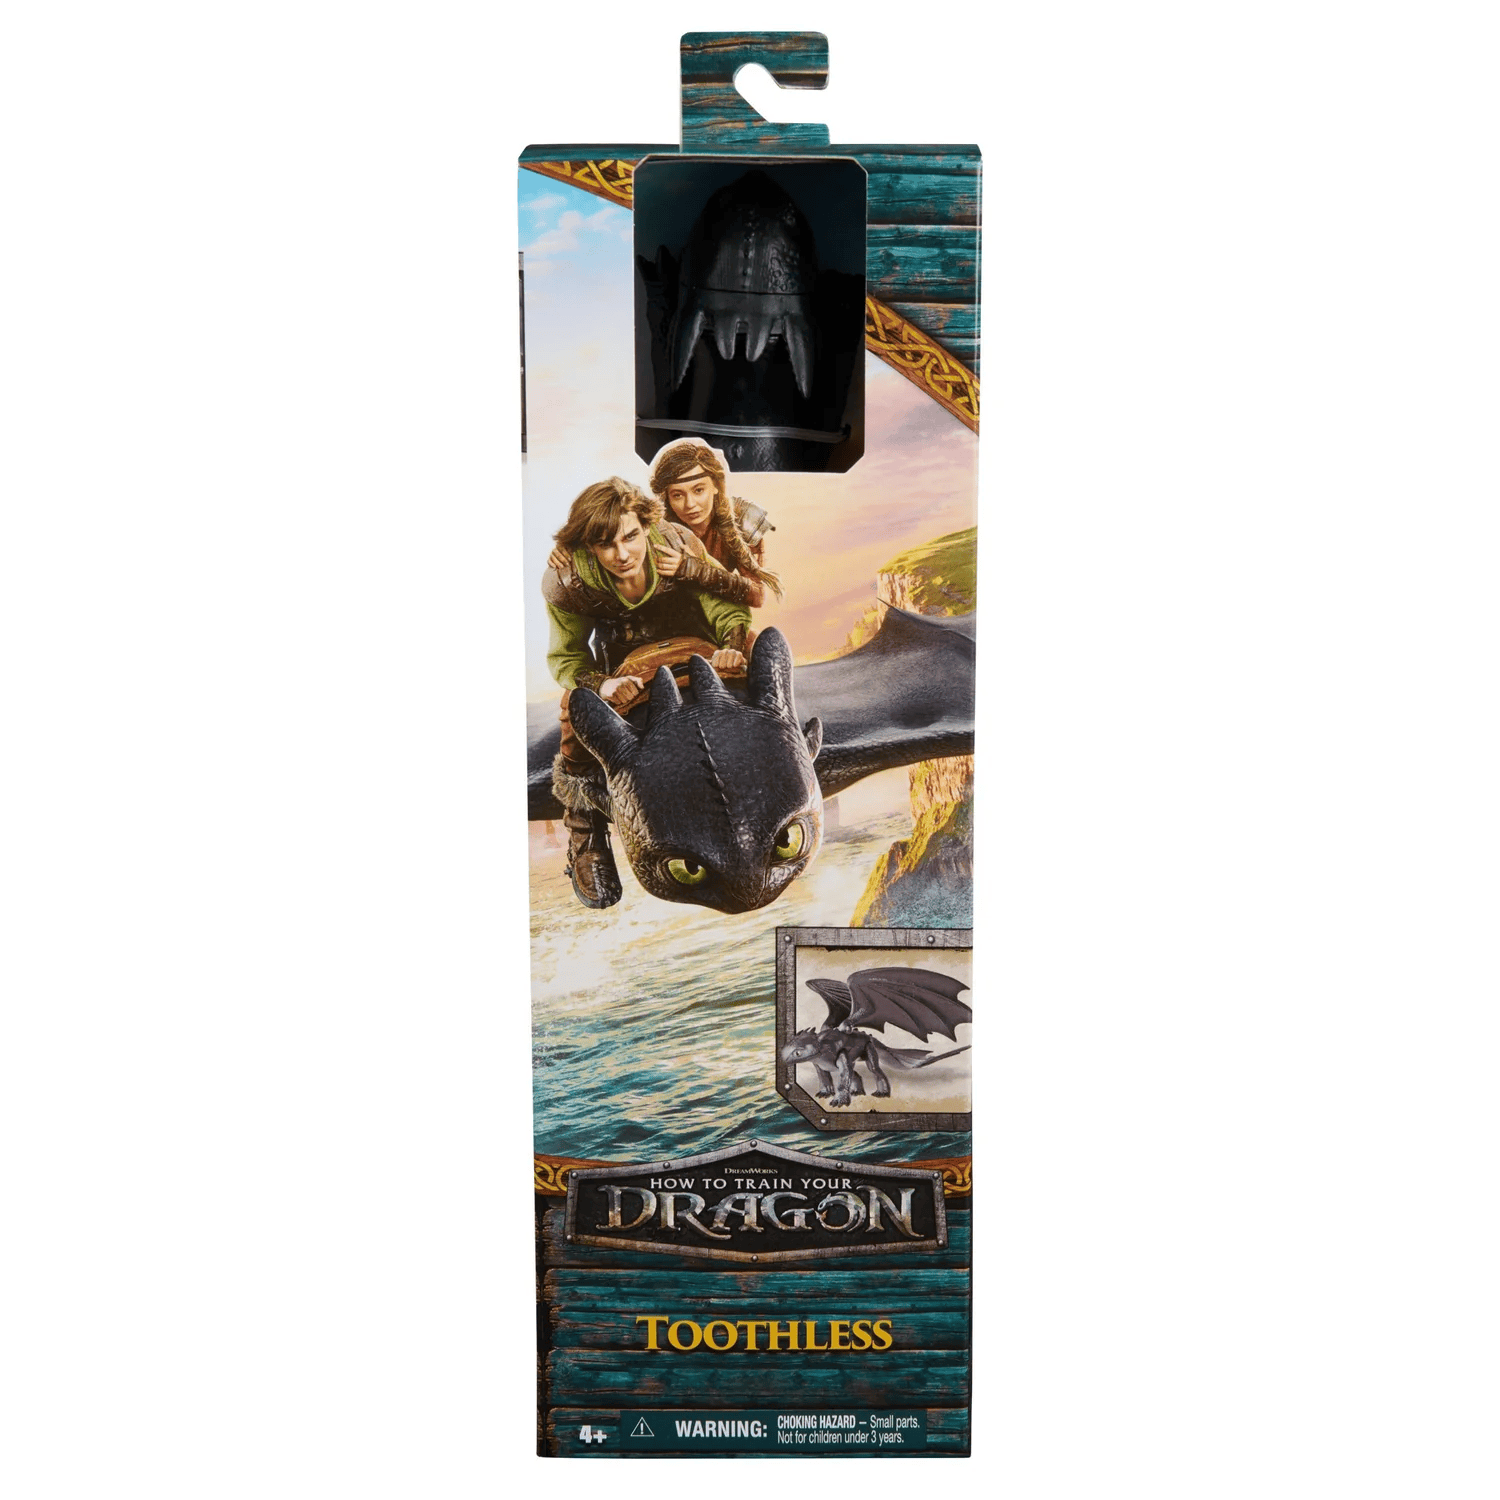 DREAMWORKS
HOW TO TRAIN YOUR
DRAGON
TOOTHLESS
4+
WARNING:
CHOKING HAZARD – Small parts.
Not for children under 3 years.